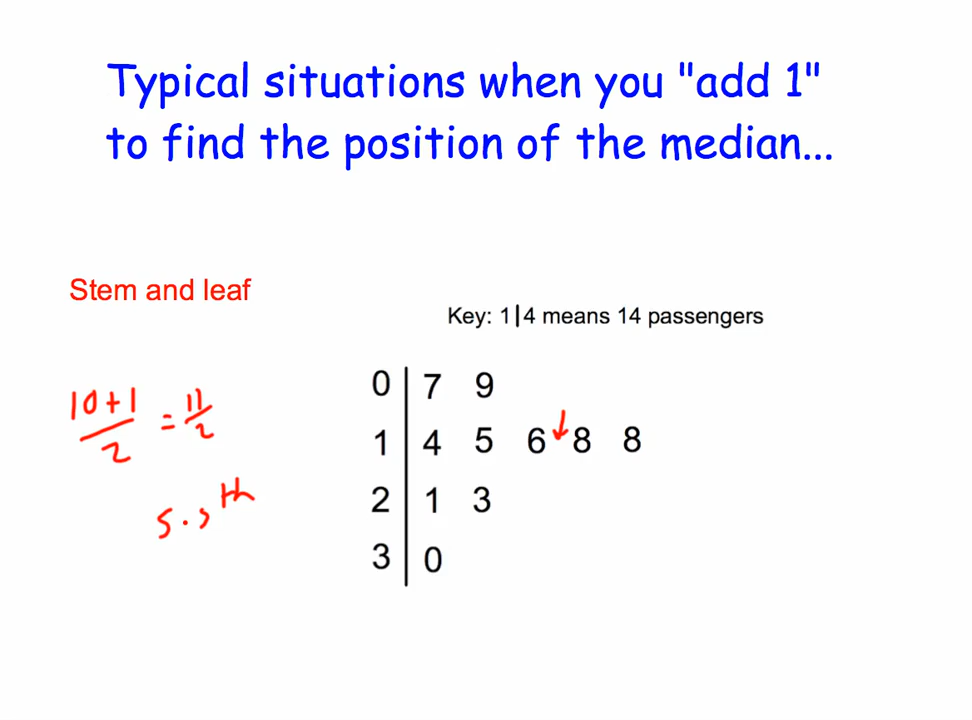 Typical situations when you "add 1"
to find the position of the median...
Stem and leaf
Key: 1|4 means 14 passengers
10+1/2 = 11/2
5.5th
0 | 7 9
1 | 4 5 6 8 8
2 | 1 3
3 | 0